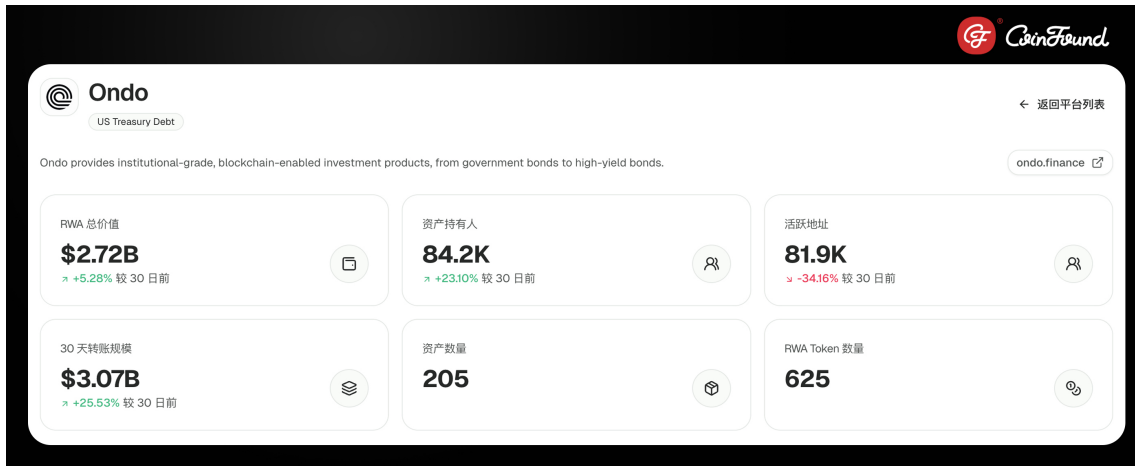 CoinFound
Ondo
US Treasury Debt
← 返回平台列表
Ondo provides institutional-grade, blockchain-enabled investment products, from government bonds to high-yield bonds.
ondo.finance
RWA 总价值
$2.72B
+5.28% 较 30 日前
资产持有人
84.2K
+23.10% 较 30 日前
活跃地址
81.9K
-34.16% 较 30 日前
30 天转账规模
$3.07B
+25.53% 较 30 日前
资产数量
205
RWA Token 数量
625